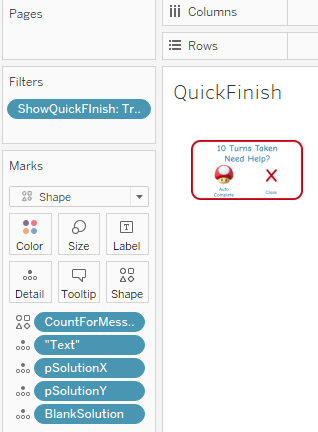 Pages
Columns
Rows
Filters
ShowQuickFInish: Tr..
Marks
Shape
Color
Size
Label
Detail
Tooltip
Shape
CountForMess..
"Text"
pSolutionX
pSolutionY
BlankSolution
QuickFinish
10 Turns Taken
Need Help?
Auto
Complete
Close